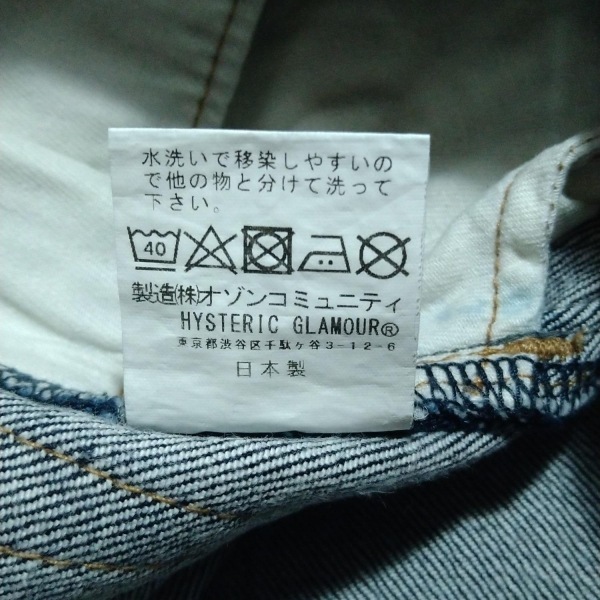 水洗いで移染しやすいの
で他の物と分けて洗って
下さい。
40
製造㈱オゾンコミュニティ
HYSTERIC GLAMOUR®
東京都渋谷区千駄ヶ谷3-12-6
日本製